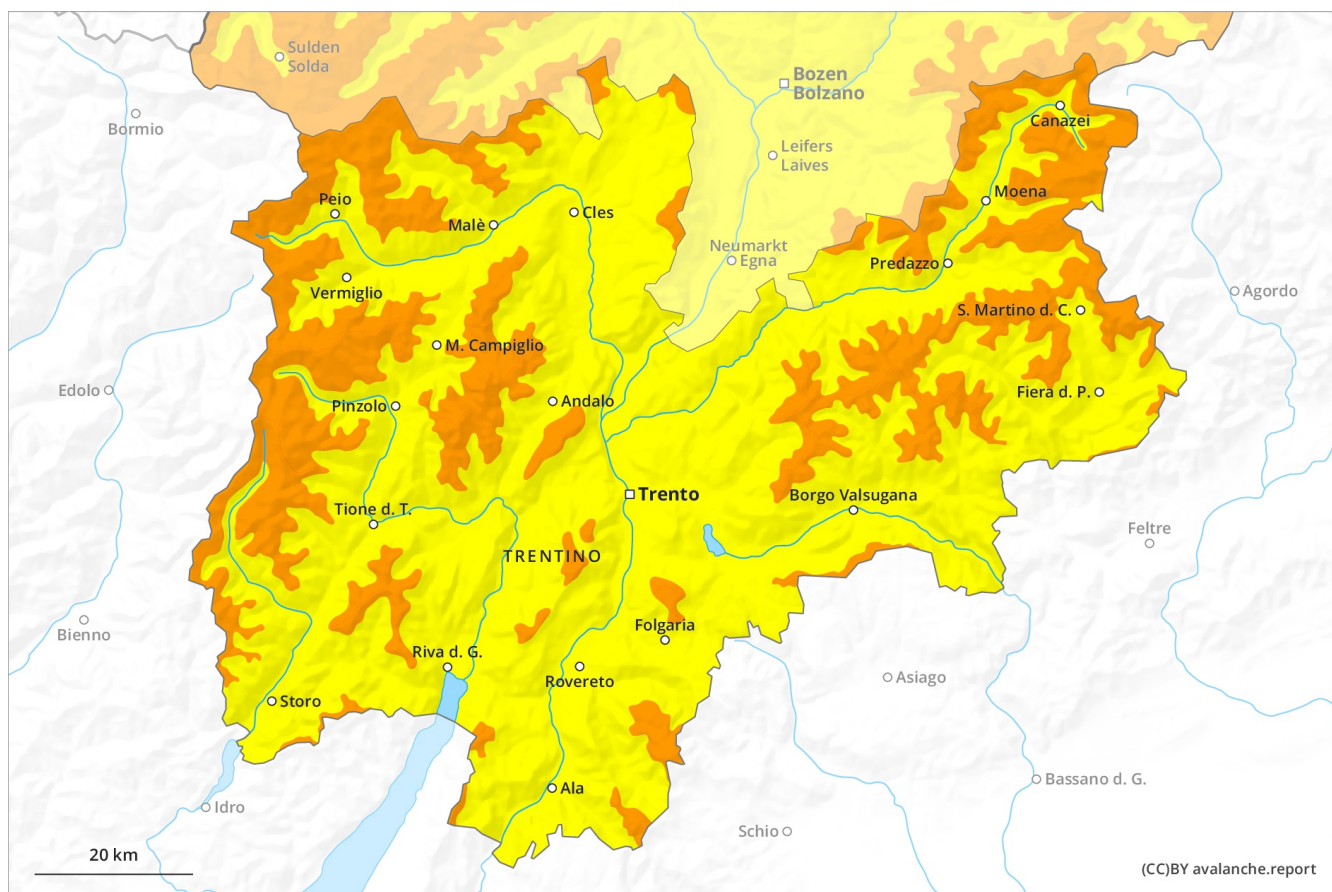 Sulden
Solda
Bozen
Bolzano
Bormio
Canazei
Leifers
Laives
Moena
Peio
Malè
Cles
Neumarkt
Egna
Predazzo
Vermiglio
Agordo
S. Martino d. C.
M. Campiglio
Edolo
Fiera d. P.
Pinzolo
Andalo
Trento
Borgo Valsugana
Tione d. T.
Feltre
TRENTINO
Bienno
Folgaria
Riva d. G.
Asiago
Rovereto
Storo
Bassano d. G.
Ala
Idro
Schio
20 km
(CC)BY avalanche.report